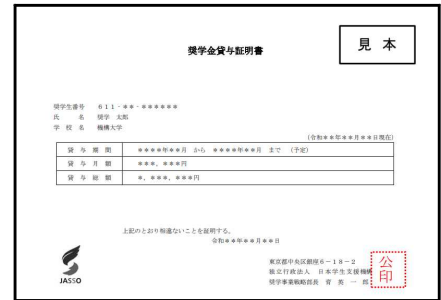 見 本
奨学金貸与証明書
奨学生番号 611-**-******
氏 名 奨学 太郎
学 校 名 機構大学
(令和**年**月**日現在)
貸 与 期 間 ****年**月 から ****年**月 まで (予定)
貸 与 月 額 ***,***円
貸 与 総 額 *,***,***円
上記のとおり相違ないことを証明する。
令和**年**月**日
東京都中央区銀座6-18-2
独立行政法人 日本学生支援機構
奨学事業戦略部長 育 英 一 郎
公印
JASSO